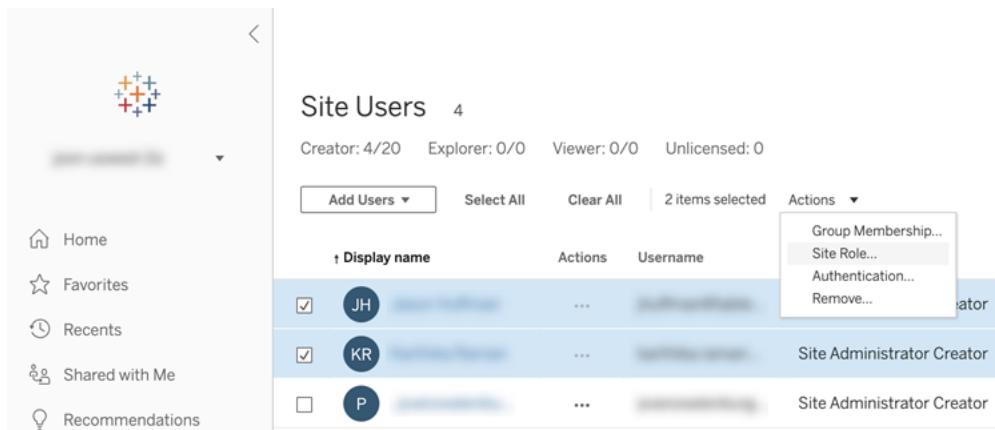 Site Users 4
Creator: 4/20 Explorer: 0/0 Viewer: 0/0 Unlicensed: 0
Add Users Select All Clear All 2 items selected Actions
Group Membership...
Site Role...
Authentication...
Remove...
Home
Favorites
Recents
Shared with Me
Recommendations
Display name Actions Username
JH ... eator
KR ... Site Administrator Creator
P ... Site Administrator Creator